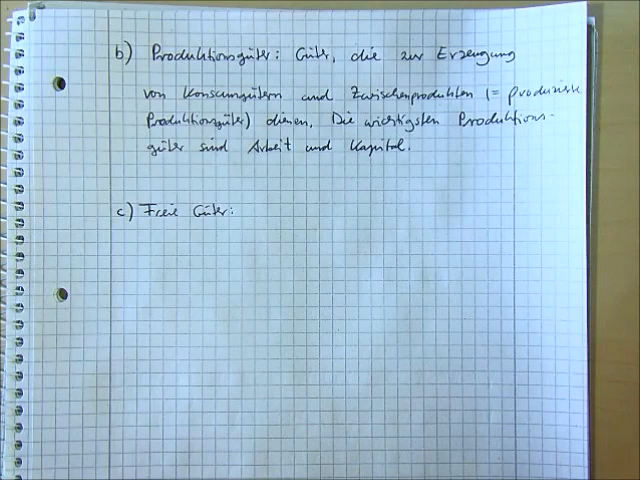 b) Produktionsgüter: Güter, die zur Erzeugung
von Konsumgütern und Zwischenprodukten (= produzierte
Produktionsgüter) dienen. Die wichtigsten Produktions-
güter sind Arbeit und Kapital.
c) Freie Güter: